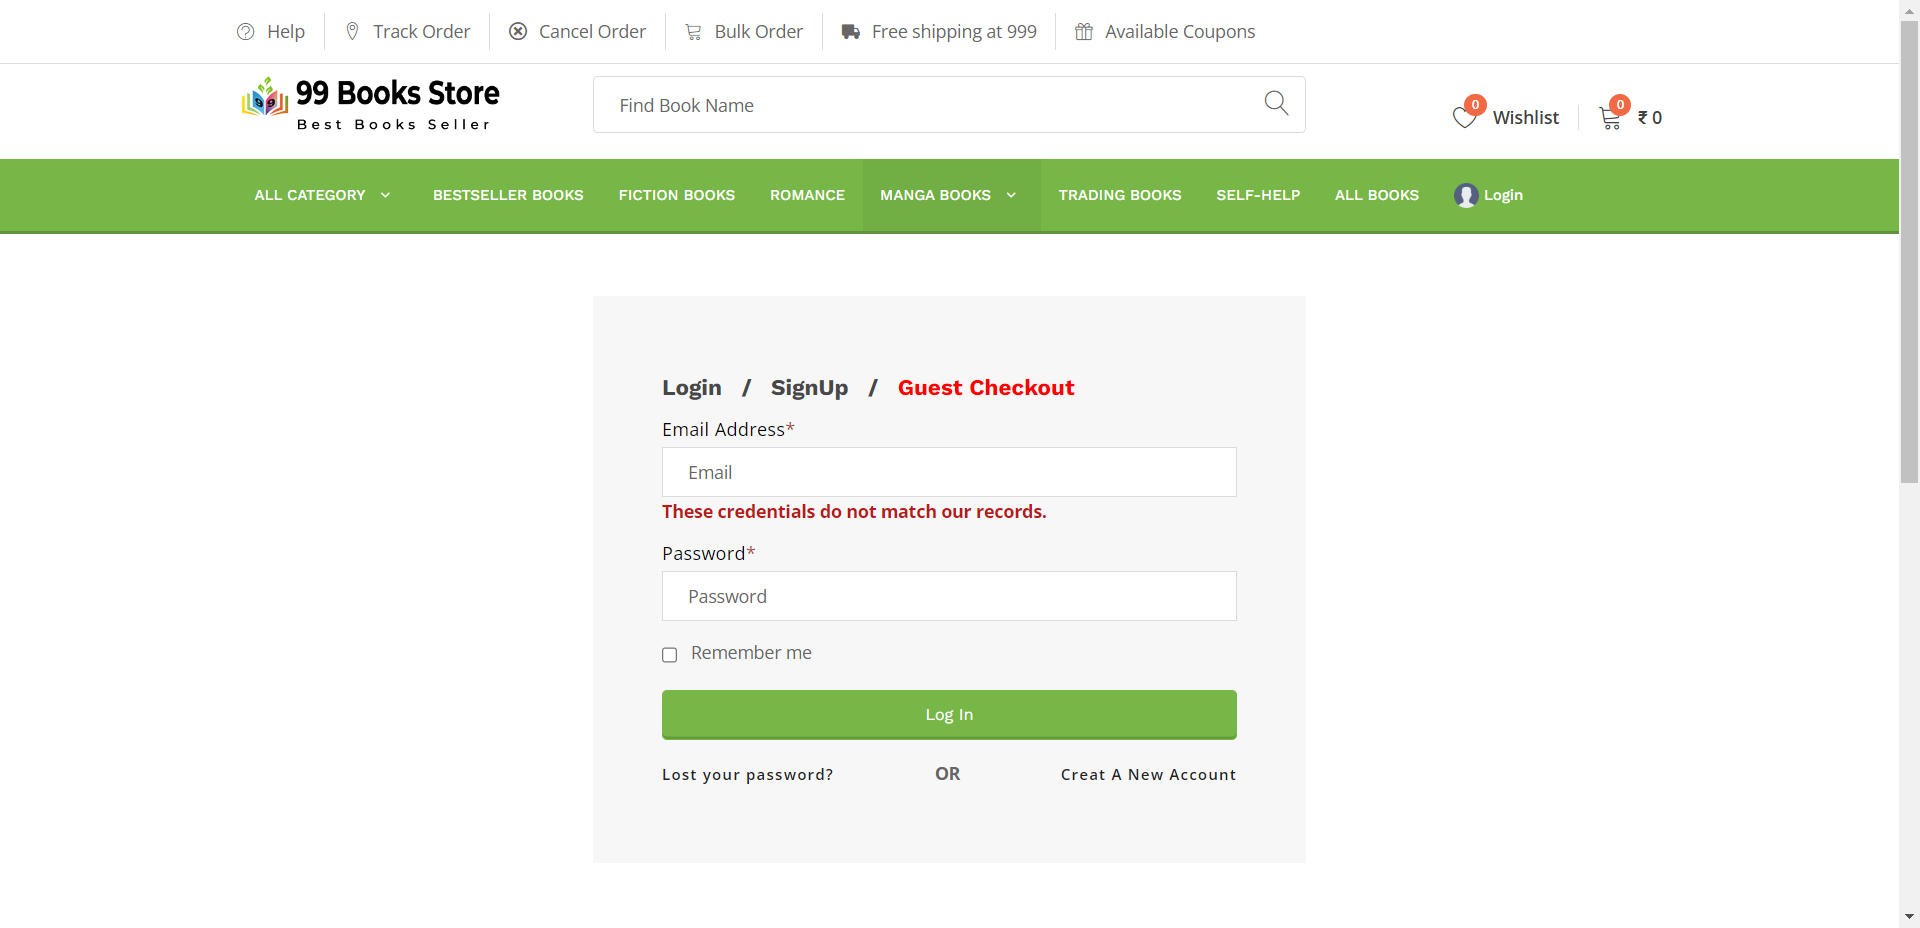 Help
Track Order
Cancel Order
Bulk Order
Free shipping at 999
Available Coupons
99 Books Store
Best Books Seller
Find Book Name
0
Wishlist
0
₹ 0
ALL CATEGORY
BESTSELLER BOOKS
FICTION BOOKS
ROMANCE
MANGA BOOKS
TRADING BOOKS
SELF-HELP
ALL BOOKS
Login
Login / SignUp / Guest Checkout
Email Address*
Email
These credentials do not match our records.
Password*
Password
Remember me
Log In
Lost your password?
OR
Creat A New Account